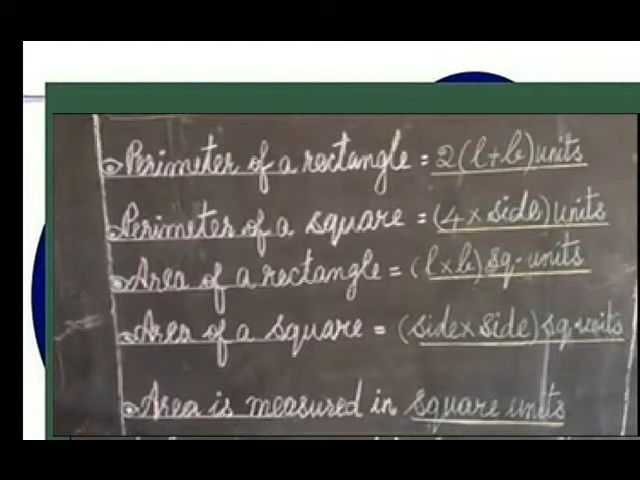 Perimeter of a rectangle = 2(l+b)units
Perimeter of a square = (4 × side)units
Area of a rectangle = (l×b)sq. units
Area of a square = (side×side)sq units
Area is measured in square units